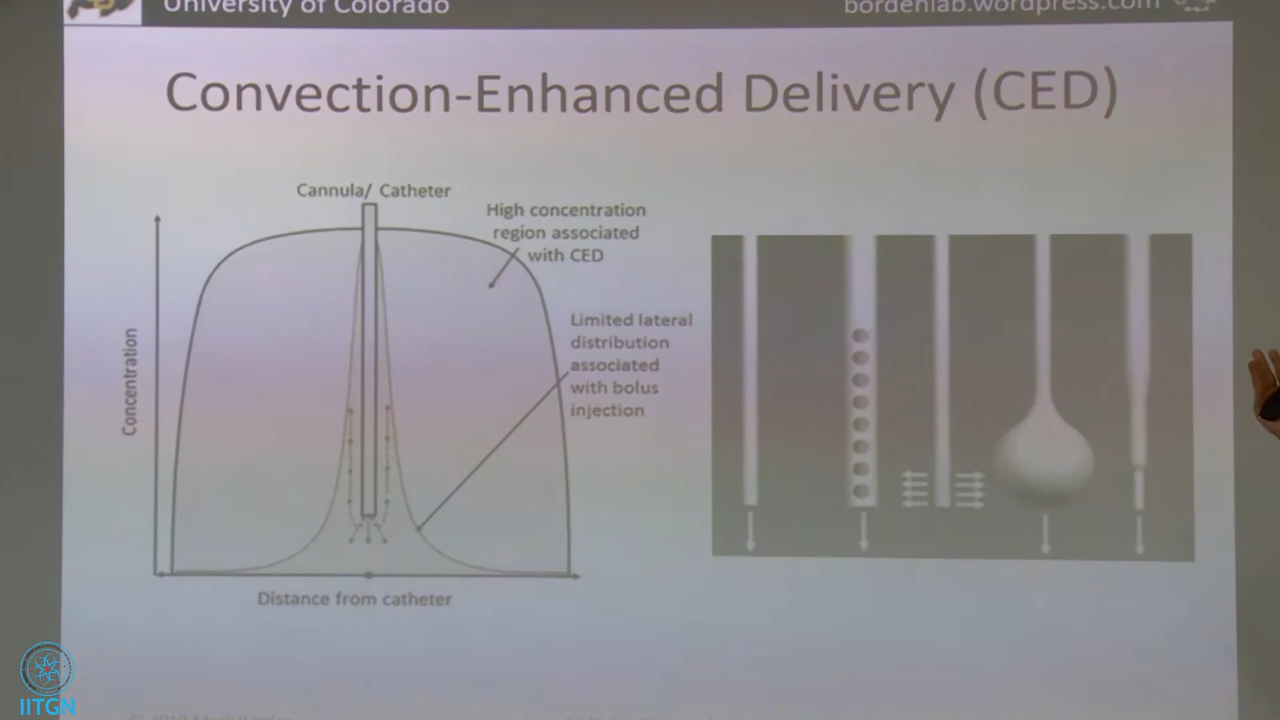 University of Colorado
bordenlab.wordpress.com
Convection-Enhanced Delivery (CED)
Cannula/ Catheter
High concentration
region associated
with CED
Limited lateral
distribution
associated
with bolus
injection
Concentration
Distance from catheter
IITGN